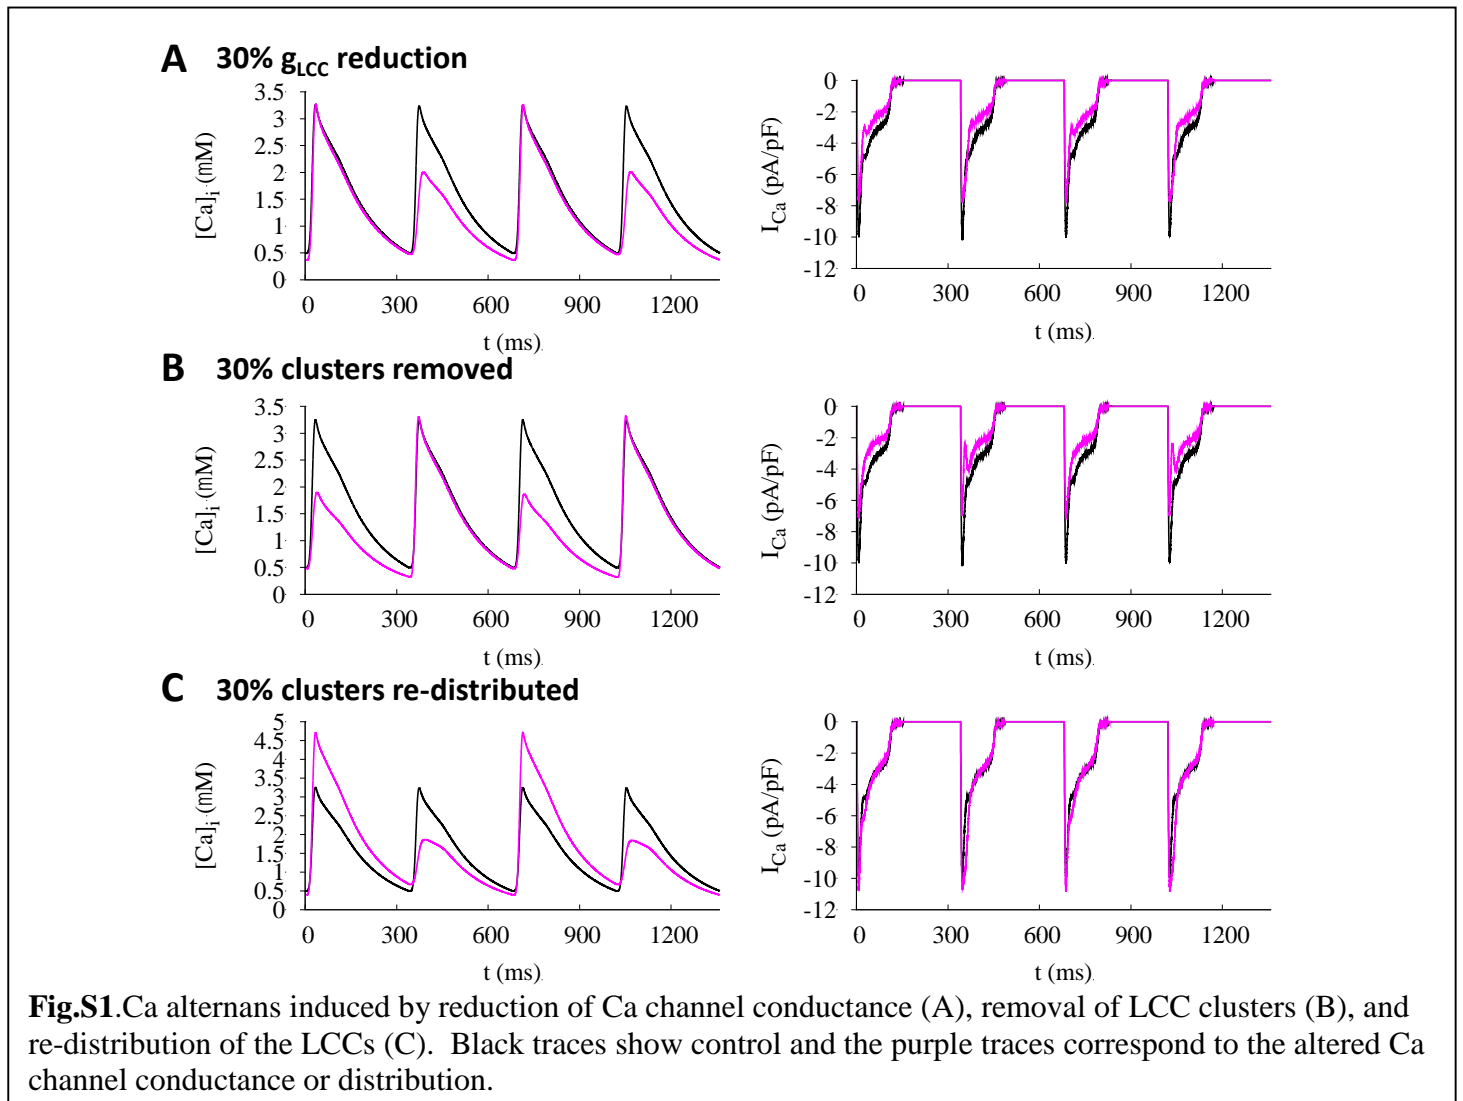 A 30% gLCC reduction
3.5
3
2.5
2
1.5
1
0.5
0
[Ca]i (mM)
0 300 600 900 1200
t (ms)
0
-2
-4
-6
-8
-10
-12
ICa (pA/pF)
0 300 600 900 1200
t (ms)
B 30% clusters removed
3.5
3
2.5
2
1.5
1
0.5
0
[Ca]i (mM)
0 300 600 900 1200
t (ms)
0
-2
-4
-6
-8
-10
-12
ICa (pA/pF)
0 300 600 900 1200
t (ms)
C 30% clusters re-distributed
5
4.5
4
3.5
3
2.5
2
1.5
1
0.5
0
[Ca]i (mM)
0 300 600 900 1200
t (ms)
0
-2
-4
-6
-8
-10
-12
ICa (pA/pF)
0 300 600 900 1200
t (ms)
Fig.S1.Ca alternans induced by reduction of Ca channel conductance (A), removal of LCC clusters (B), and
re-distribution of the LCCs (C). Black traces show control and the purple traces correspond to the altered Ca
channel conductance or distribution.